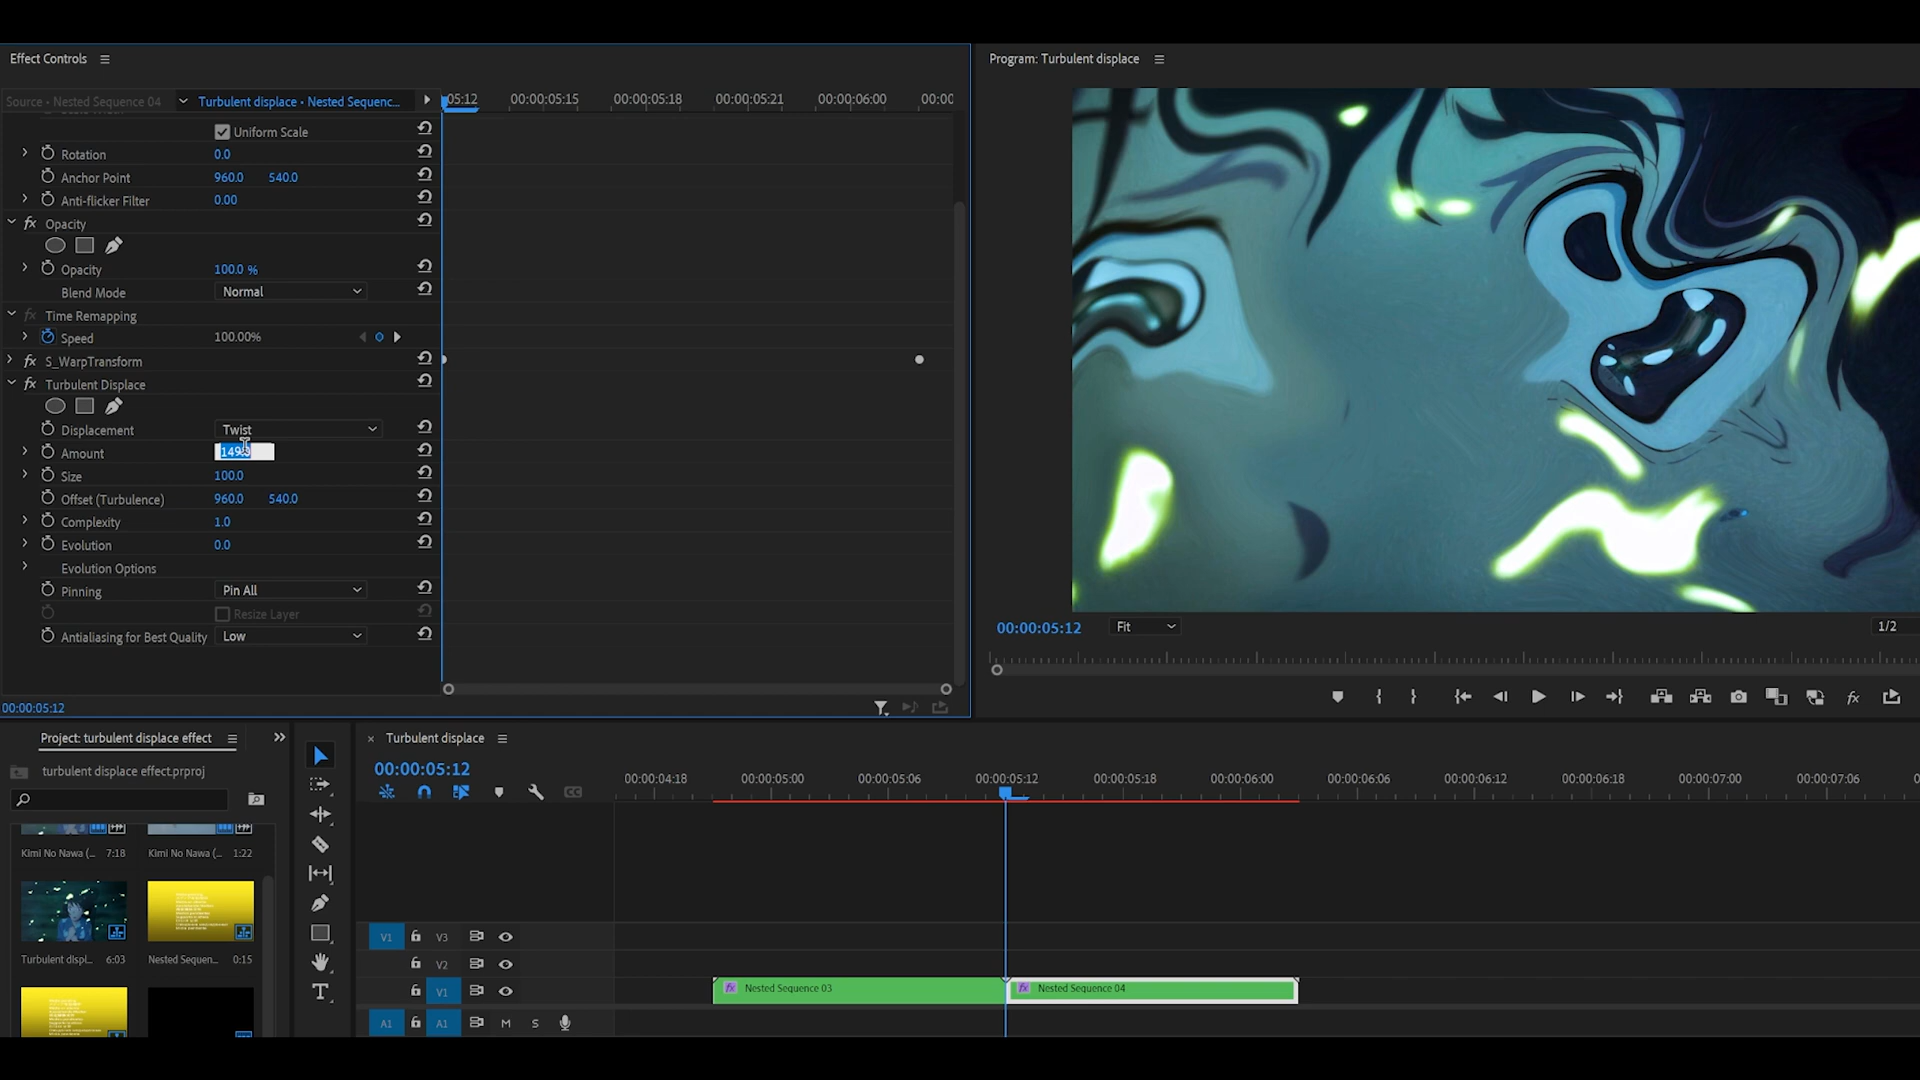 Effect Controls
Source • Nested Sequence 04
Turbulent displace • Nested Sequenc...
05:12 00:00:05:15 00:00:05:18 00:00:05:21 00:00:06:00 00:00
Uniform Scale
Rotation 0.0
Anchor Point 960.0 540.0
Anti-flicker Filter 0.00
fx Opacity
Opacity 100.0 %
Blend Mode Normal
fx Time Remapping
Speed 100.00%
fx S_WarpTransform
fx Turbulent Displace
Displacement Twist
Amount
Size 100.0
Offset (Turbulence) 960.0 540.0
Complexity 1.0
Evolution 0.0
Evolution Options
Pinning Pin All
Resize Layer
Antialiasing for Best Quality Low
00:00:05:12
Program: Turbulent displace
00:00:05:12 Fit 1/2
fx
Project: turbulent displace effect
turbulent displace effect.prproj
Kimi No Nawa (... 7:18
Kimi No Nawa (... 1:22
Turbulent displ... 6:03
Nested Sequen... 0:15
T
× Turbulent displace
00:00:05:12
CC
00:00:04:18 00:00:05:00 00:00:05:06 00:00:05:12 00:00:05:18 00:00:06:00 00:00:06:06 00:00:06:12 00:00:06:18 00:00:07:00 00:00:07:06
V1 V3
V2
V1
fx Nested Sequence 03
fx Nested Sequence 04
A1 A1 M S